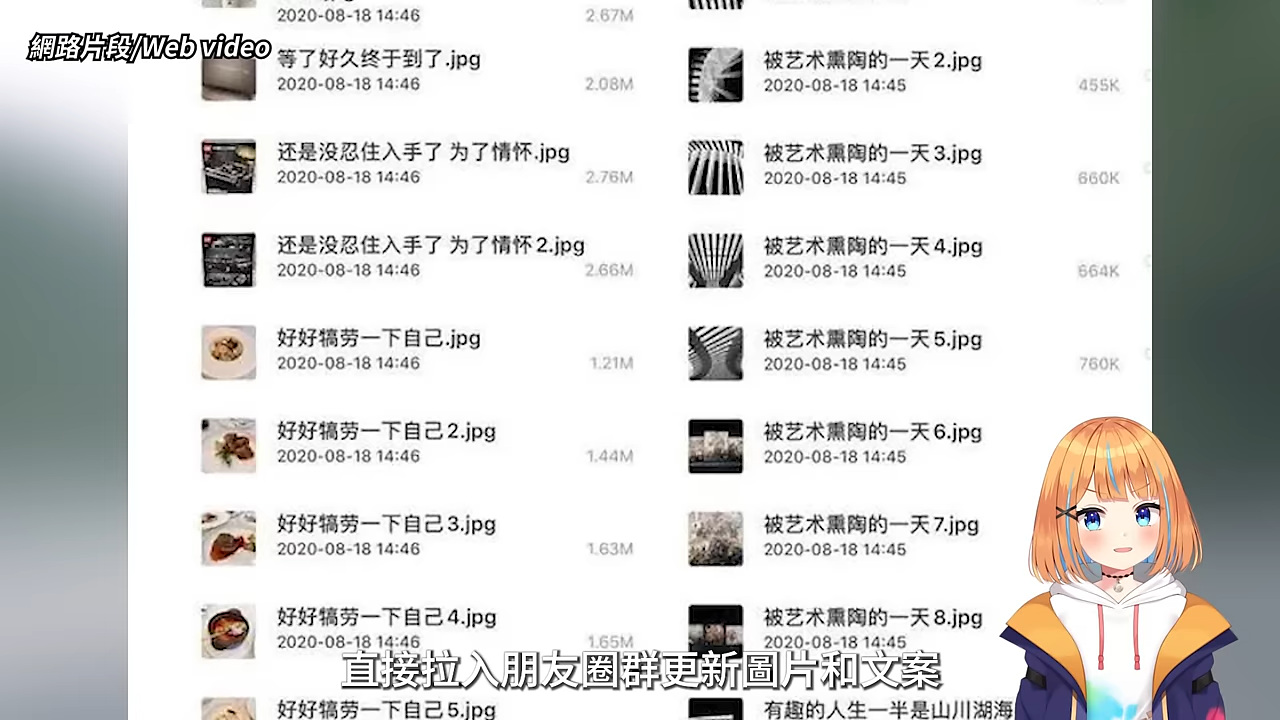 網路片段/Web video
2020-08-18 14:46 2.67M
等了好久终于到了.jpg
2020-08-18 14:46 2.08M
还是没忍住入手了 为了情怀.jpg
2020-08-18 14:46 2.76M
还是没忍住入手了 为了情怀2.jpg
2020-08-18 14:46 2.66M
好好犒劳一下自己.jpg
2020-08-18 14:46 1.21M
好好犒劳一下自己2.jpg
2020-08-18 14:46 1.44M
好好犒劳一下自己3.jpg
2020-08-18 14:46 1.63M
好好犒劳一下自己4.jpg
2020-08-18 14:46 1.65M
好好犒劳一下自己5.jpg
被艺术熏陶的一天2.jpg
2020-08-18 14:45 455K
被艺术熏陶的一天3.jpg
2020-08-18 14:45 660K
被艺术熏陶的一天4.jpg
2020-08-18 14:45 664K
被艺术熏陶的一天5.jpg
2020-08-18 14:45 760K
被艺术熏陶的一天6.jpg
2020-08-18 14:45
被艺术熏陶的一天7.jpg
2020-08-18 14:45
被艺术熏陶的一天8.jpg
2020-08-18 14:45
有趣的人生一半是山川湖海
直接拉入朋友圈群更新圖片和文案